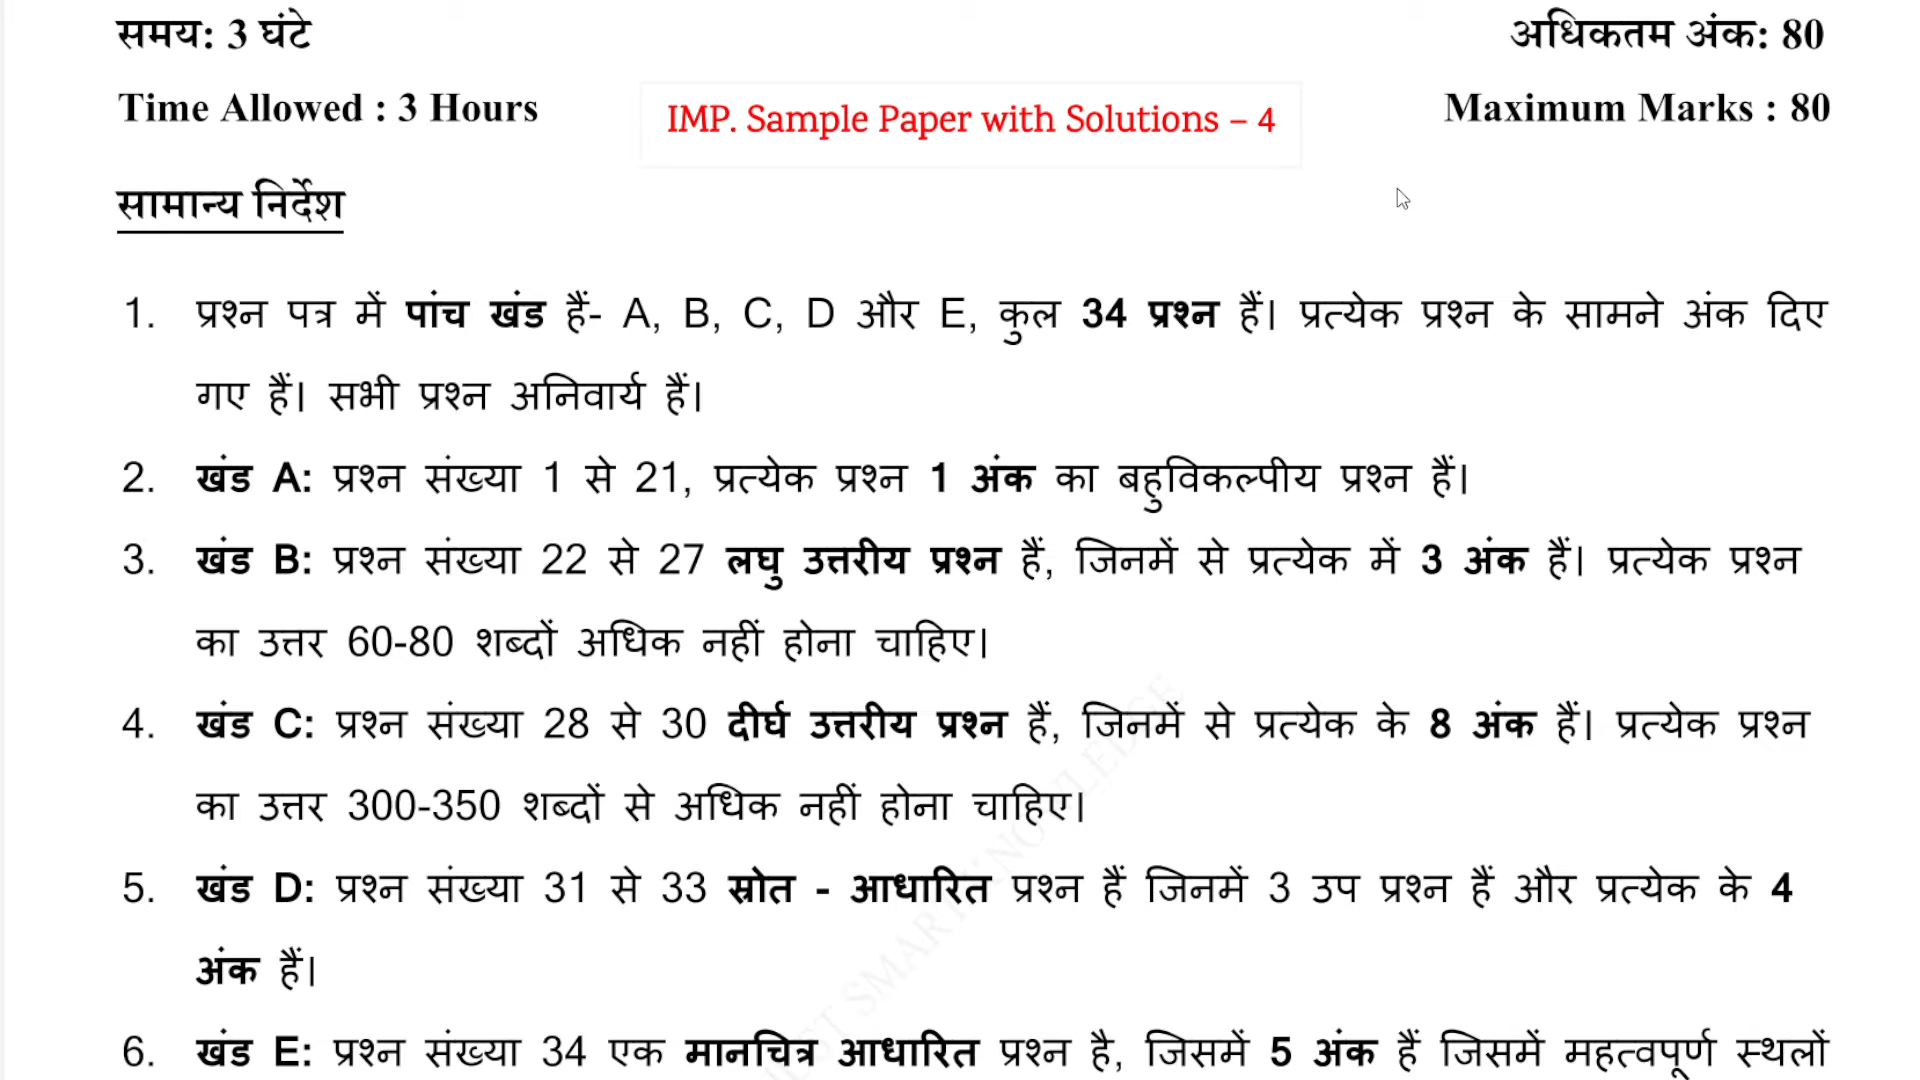 समय: 3 घंटे
अधिकतम अंक: 80
Time Allowed : 3 Hours
IMP. Sample Paper with Solutions – 4
Maximum Marks : 80
सामान्य निर्देश
1. प्रश्न पत्र में पांच खंड हैं- A, B, C, D और E, कुल 34 प्रश्न हैं। प्रत्येक प्रश्न के सामने अंक दिए
गए हैं। सभी प्रश्न अनिवार्य हैं।
2. खंड A: प्रश्न संख्या 1 से 21, प्रत्येक प्रश्न 1 अंक का बहुविकल्पीय प्रश्न हैं।
3. खंड B: प्रश्न संख्या 22 से 27 लघु उत्तरीय प्रश्न हैं, जिनमें से प्रत्येक में 3 अंक हैं। प्रत्येक प्रश्न
का उत्तर 60-80 शब्दों अधिक नहीं होना चाहिए।
4. खंड C: प्रश्न संख्या 28 से 30 दीर्घ उत्तरीय प्रश्न हैं, जिनमें से प्रत्येक के 8 अंक हैं। प्रत्येक प्रश्न
का उत्तर 300-350 शब्दों से अधिक नहीं होना चाहिए।
5. खंड D: प्रश्न संख्या 31 से 33 स्रोत - आधारित प्रश्न हैं जिनमें 3 उप प्रश्न हैं और प्रत्येक के 4
अंक हैं।
6. खंड E: प्रश्न संख्या 34 एक मानचित्र आधारित प्रश्न है, जिसमें 5 अंक हैं जिसमें महत्वपूर्ण स्थलों